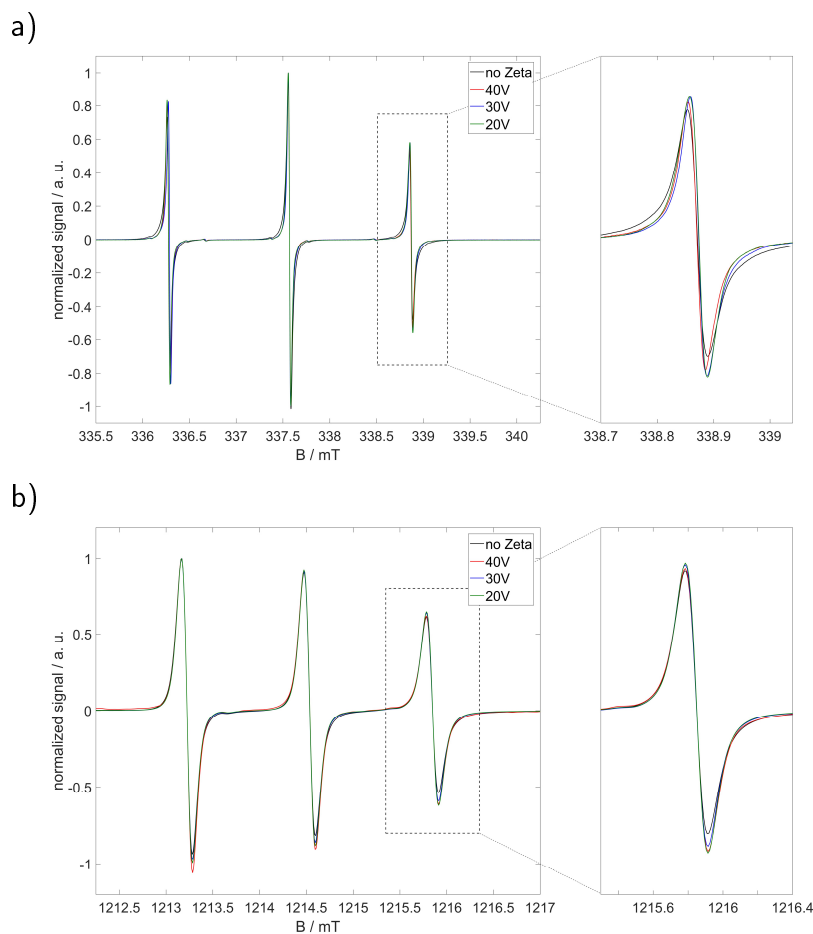 a)
no Zeta
40V
30V
20V
1
0.8
0.6
0.4
0.2
0
-0.2
-0.4
-0.6
-0.8
-1
normalized signal / a. u.
335.5 336 336.5 337 337.5 338 338.5 339 339.5 340
B / mT
338.7 338.8 338.9 339
b)
no Zeta
40V
30V
20V
1
0.5
0
-0.5
-1
normalized signal / a. u.
1212.5 1213 1213.5 1214 1214.5 1215 1215.5 1216 1216.5 1217
B / mT
1215.6 1216 1216.4